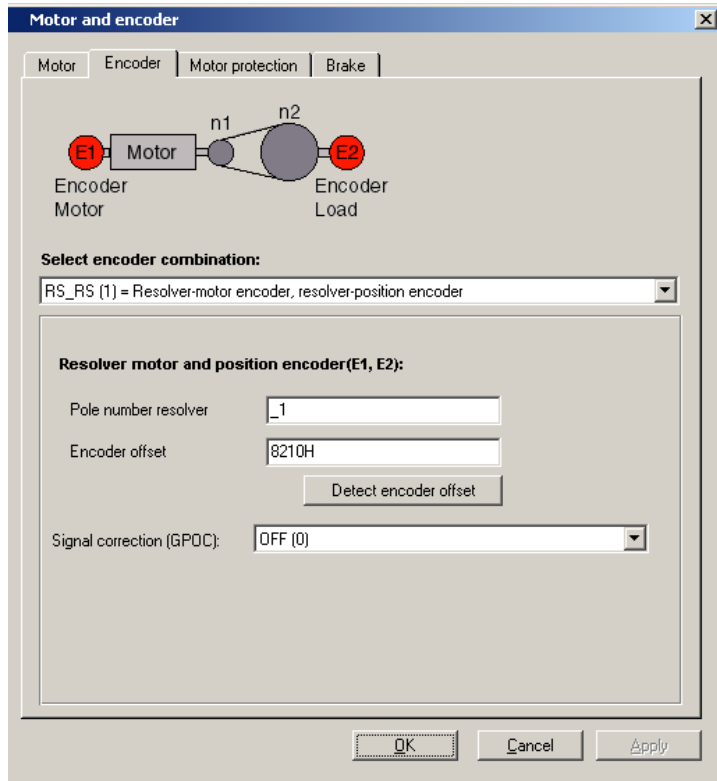 Motor and encoder
Motor Encoder Motor protection Brake
n1 n2
E1 Motor E2
Encoder Encoder
Motor Load
Select encoder combination:
RS_RS (1) = Resolver-motor encoder, resolver-position encoder
Resolver motor and position encoder(E1, E2):
Pole number resolver _1
Encoder offset 8210H
Detect encoder offset
Signal correction (GPOC): OFF (0)
OK Cancel Apply